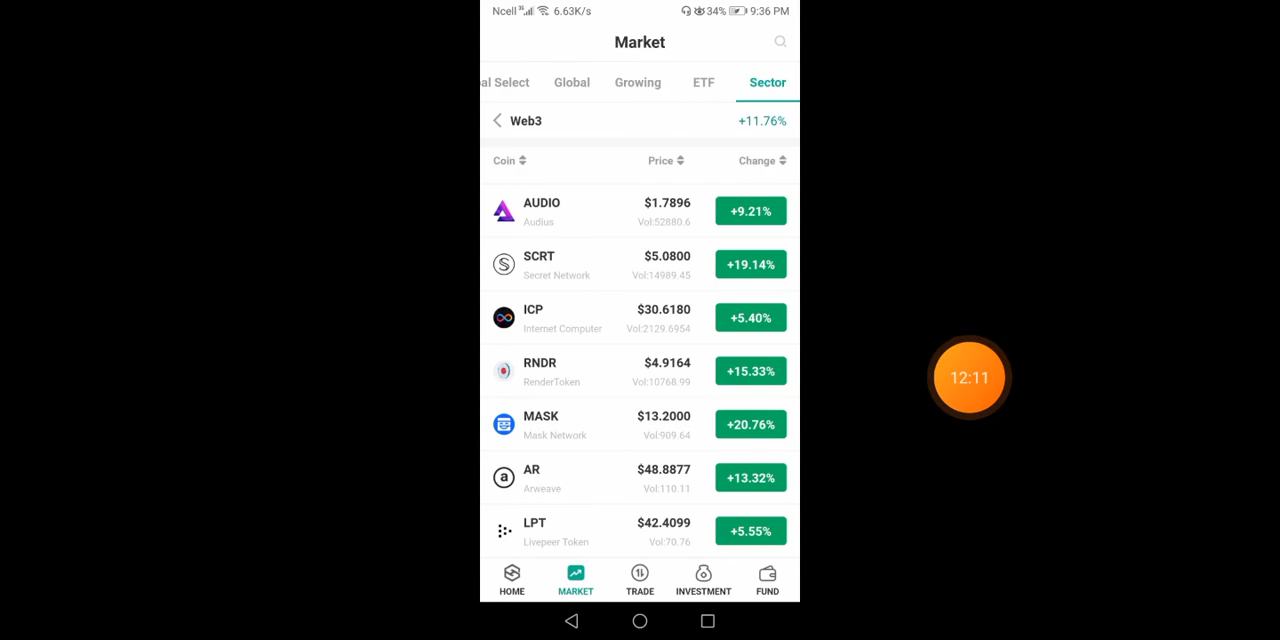 Ncell 3G 6.63K/s 34% 9:36 PM
Market
al Select Global Growing ETF Sector
Web3 +11.76%
Coin Price Change
AUDIO $1.7896 +9.21%
Audius Vol:52880.6
SCRT $5.0800 +19.14%
Secret Network Vol:14989.45
ICP $30.6180 +5.40%
Internet Computer Vol:2129.6954
RNDR $4.9164 +15.33%
RenderToken Vol:10768.99
MASK $13.2000 +20.76%
Mask Network Vol:909.64
AR $48.8877 +13.32%
Arweave Vol:110.11
LPT $42.4099 +5.55%
Livepeer Token Vol:70.76
HOME MARKET TRADE INVESTMENT FUND
12:11